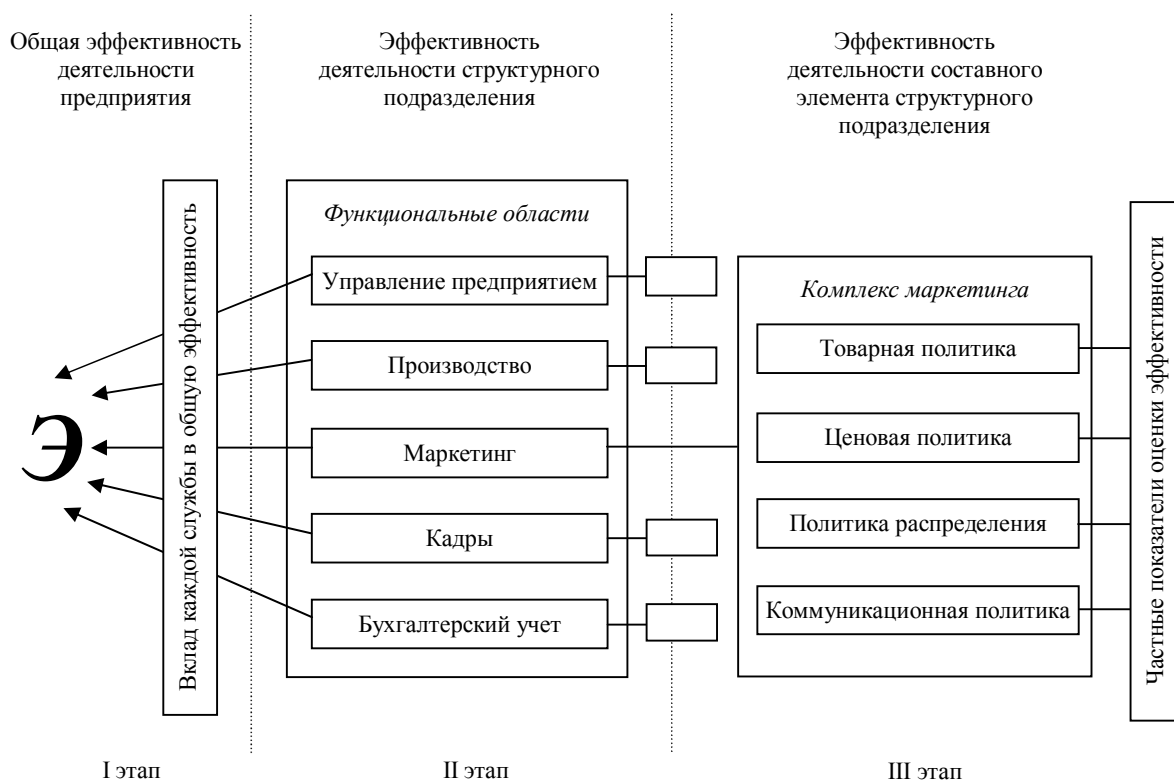 Общая эффективность
деятельности
предприятия
Эффективность
деятельности структурного
подразделения
Эффективность
деятельности составного
элемента структурного
подразделения
Э
Вклад каждой службы в общую эффективность
Функциональные области
Управление предприятием
Производство
Маркетинг
Кадры
Бухгалтерский учет
Комплекс маркетинга
Товарная политика
Ценовая политика
Политика распределения
Коммуникационная политика
Частные показатели оценки эффективности
I этап
II этап
III этап